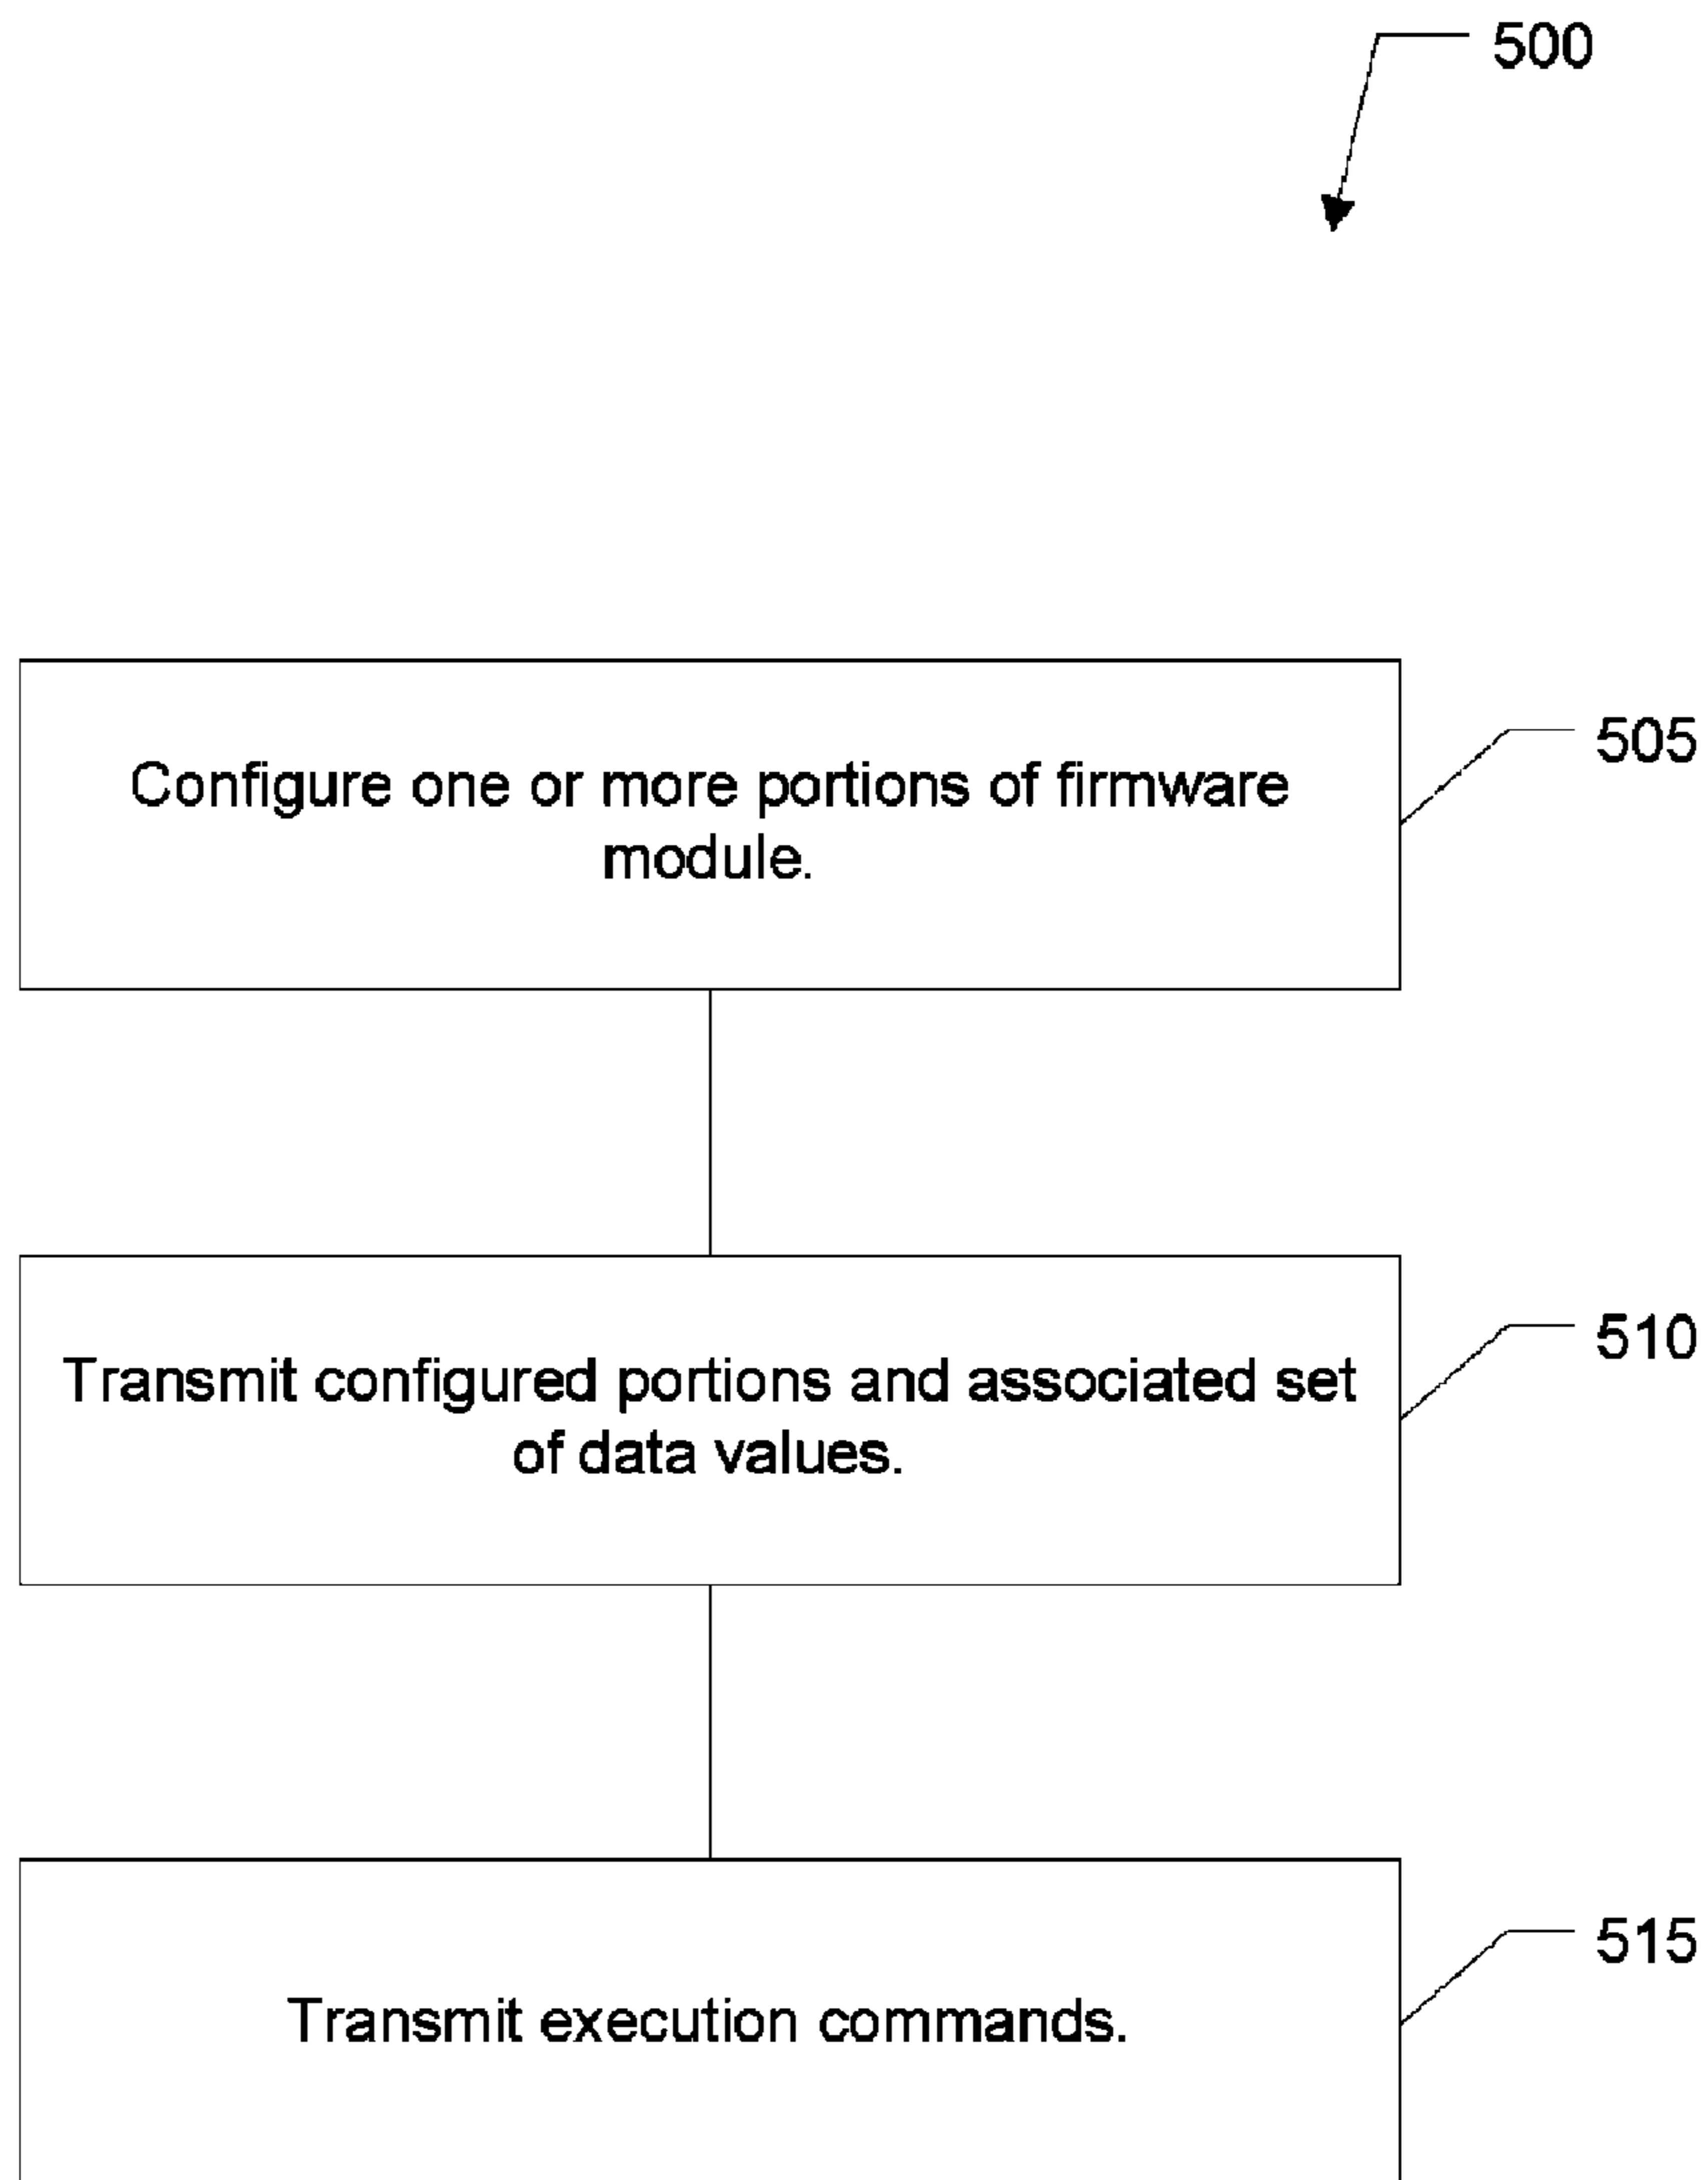 500
505
Configure one or more portions of firmware
module.
510
Transmit configured portions and associated set
of data values.
515
Transmit execution commands.